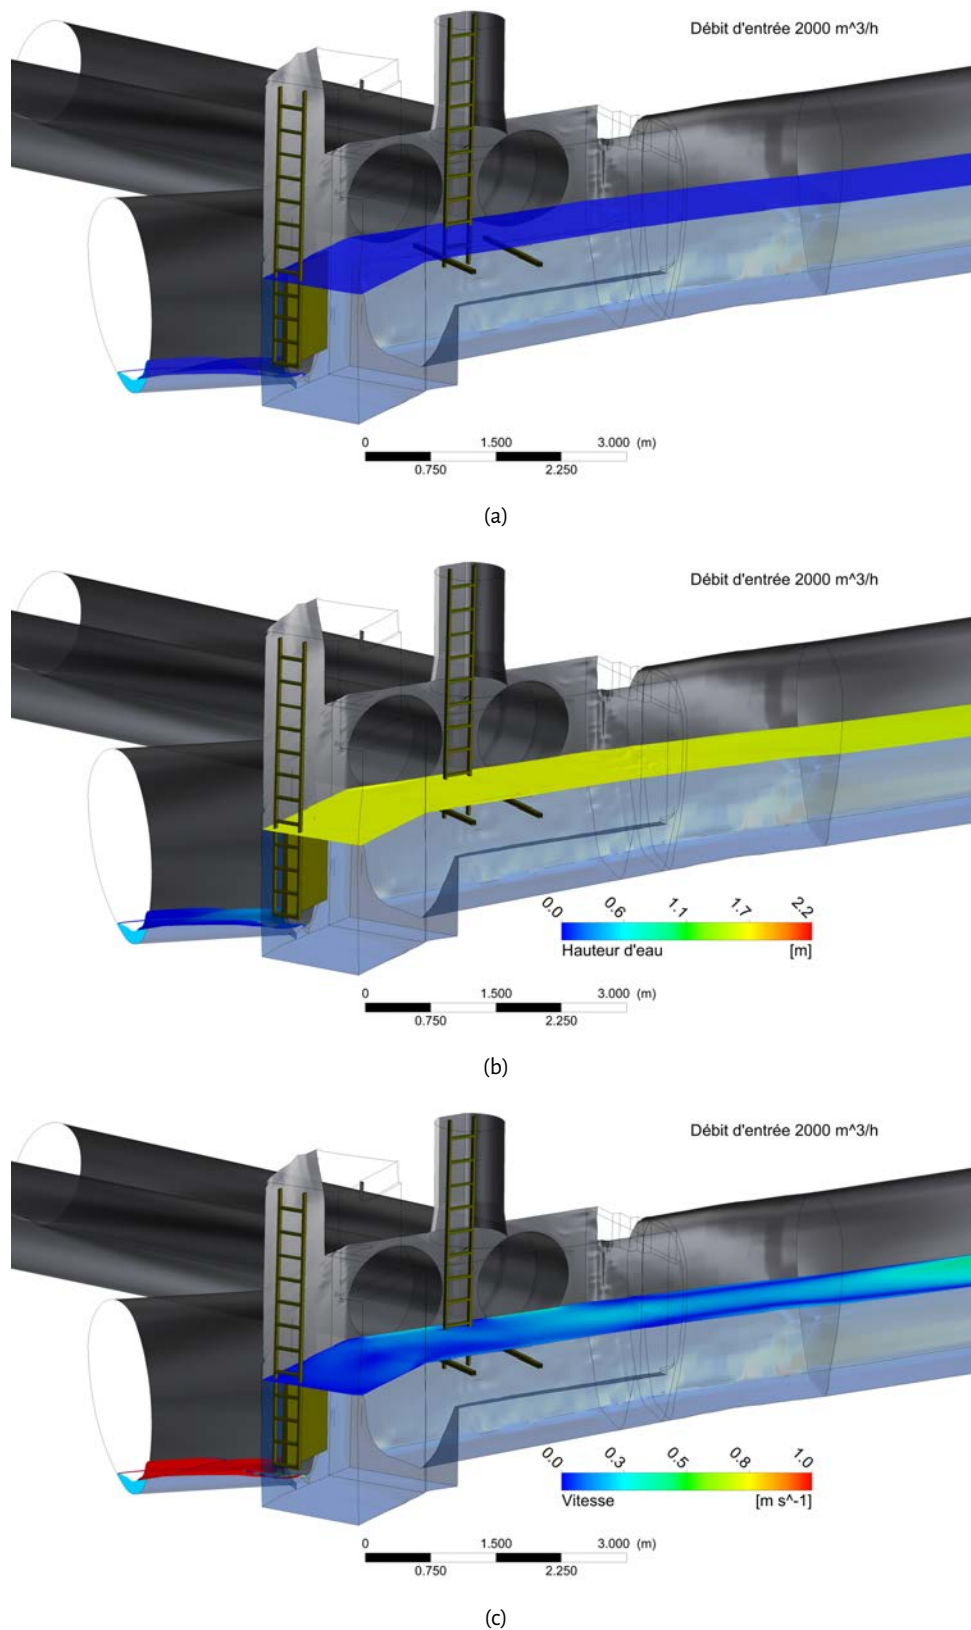 Débit d'entrée 2000 m^3/h
0 1.500 3.000 (m)
0.750 2.250
(a)
Débit d'entrée 2000 m^3/h
0.0 0.6 1.1 1.7 2.2
Hauteur d'eau [m]
0 1.500 3.000 (m)
0.750 2.250
(b)
Débit d'entrée 2000 m^3/h
0.0 0.3 0.5 0.8 1.0
Vitesse [m s^-1]
0 1.500 3.000 (m)
0.750 2.250
(c)